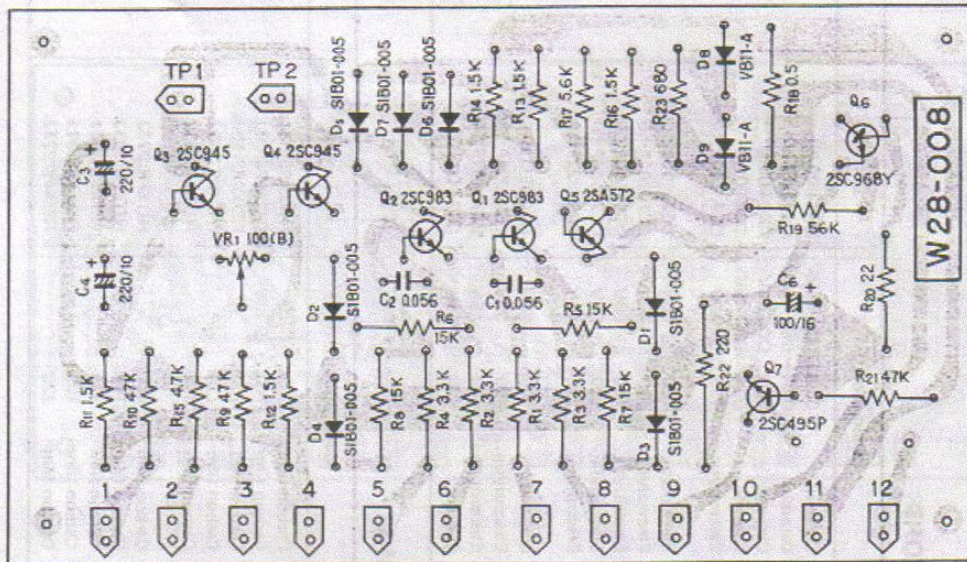 TP1
TP2
D5 S1B01-005
D7 S1B01-005
D6 S1B01-005
R14 1.5K
R13 1.5K
R17 5.6K
R16 1.5K
R23 680
D8 VB11-A
D9 VB11-A
R18 0.5
Q6
2SC968Y
W28-008
C3 + 220/10
Q3 2SC945
Q4 2SC945
Q2 2SC983
Q1 2SC983
Q5 2SA572
R19 56K
VR1 100(B)
C4 + 220/10
D2 S1B01-005
C2 0.056
C1 0.056
R6 15K
R5 15K
D1 S1B01-005
C6 +
100/16
R20 22
R22 220
Q7
2SC495P
R21 47K
R11 1.5K
R10 47K
R15 4.7K
R9 47K
R12 1.5K
D4 S1B01-005
R8 15K
R4 3.3K
R2 3.3K
R1 3.3K
R3 3.3K
R7 15K
D3 S1B01-005
1 2 3 4 5 6 7 8 9 10 11 12